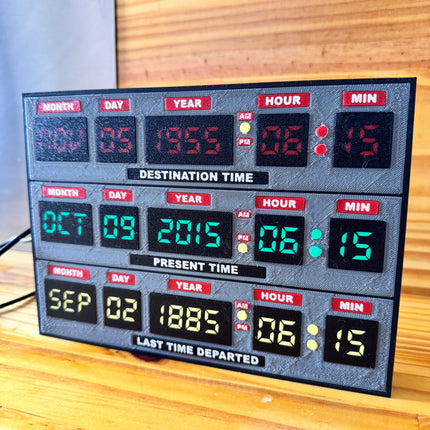 MONTH DAY YEAR HOUR MIN
AM
NOV 05 1955 06 15
PM
DESTINATION TIME
MONTH DAY YEAR HOUR MIN
AM
OCT 09 2015 06 15
PM
PRESENT TIME
MONTH DAY YEAR HOUR MIN
AM
SEP 02 1885 06 15
PM
LAST TIME DEPARTED